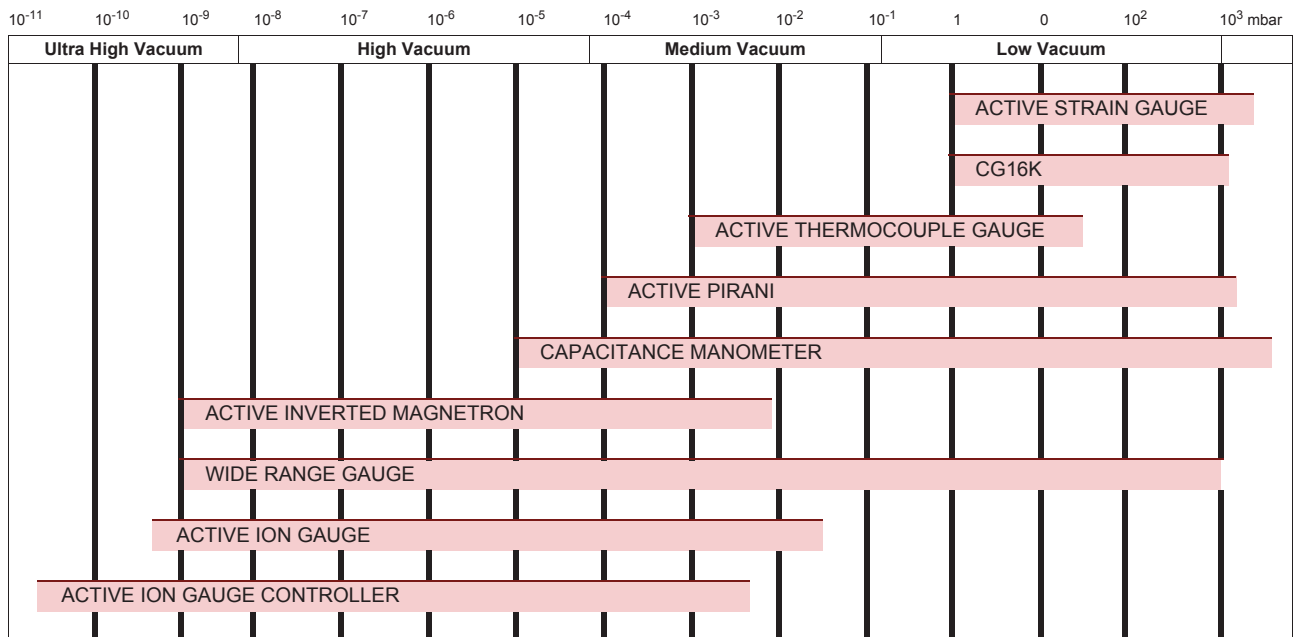 10-11 10-10 10-9 10-8 10-7 10-6 10-5 10-4 10-3 10-2 10-1 1 0 102 103 mbar
Ultra High Vacuum High Vacuum Medium Vacuum Low Vacuum
ACTIVE STRAIN GAUGE
CG16K
ACTIVE THERMOCOUPLE GAUGE
ACTIVE PIRANI
CAPACITANCE MANOMETER
ACTIVE INVERTED MAGNETRON
WIDE RANGE GAUGE
ACTIVE ION GAUGE
ACTIVE ION GAUGE CONTROLLER